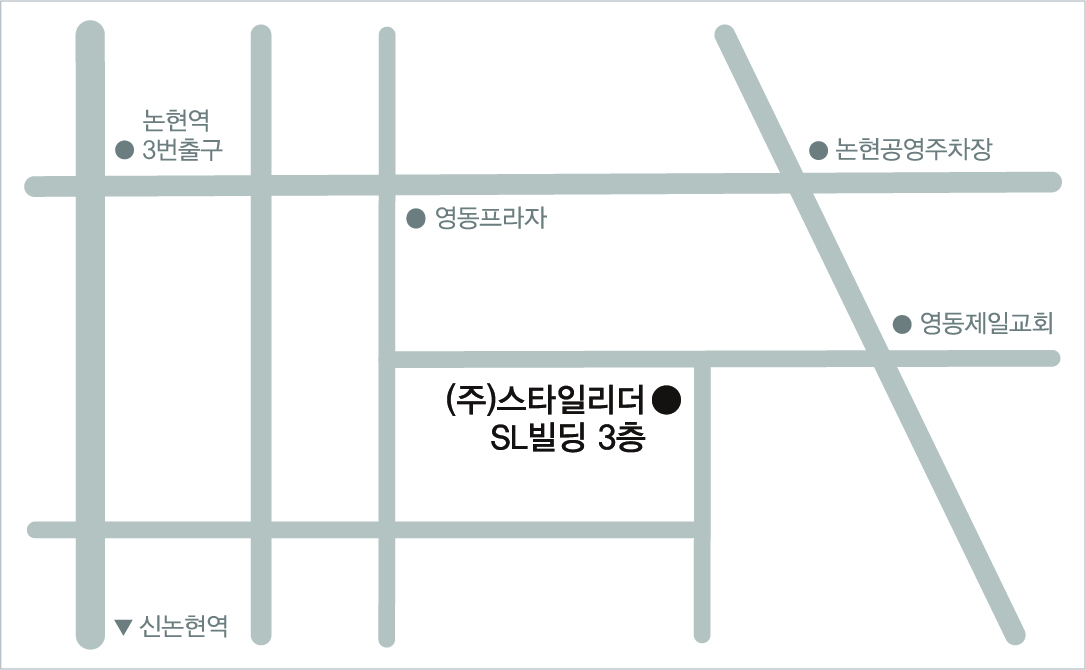 논현역
3번출구
논현공영주차장
영동프라자
영동제일교회
(주)스타일리더
SL빌딩 3층
신논현역